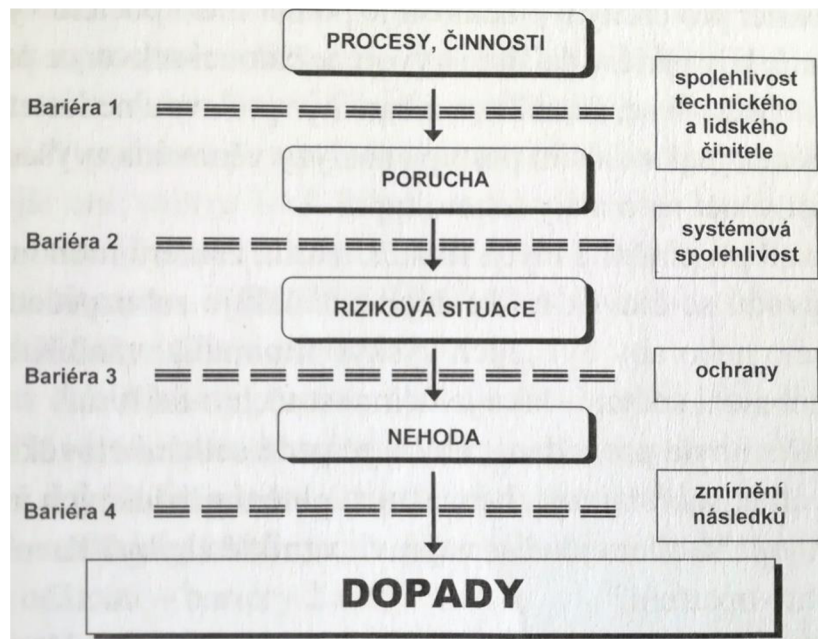 PROCESY, ČINNOSTI
Bariéra 1
spolehlivost
technického
a lidského
činitele
PORUCHA
Bariéra 2
systémová
spolehlivost
RIZIKOVÁ SITUACE
Bariéra 3
ochrany
NEHODA
Bariéra 4
zmírnění
následků
DOPADY